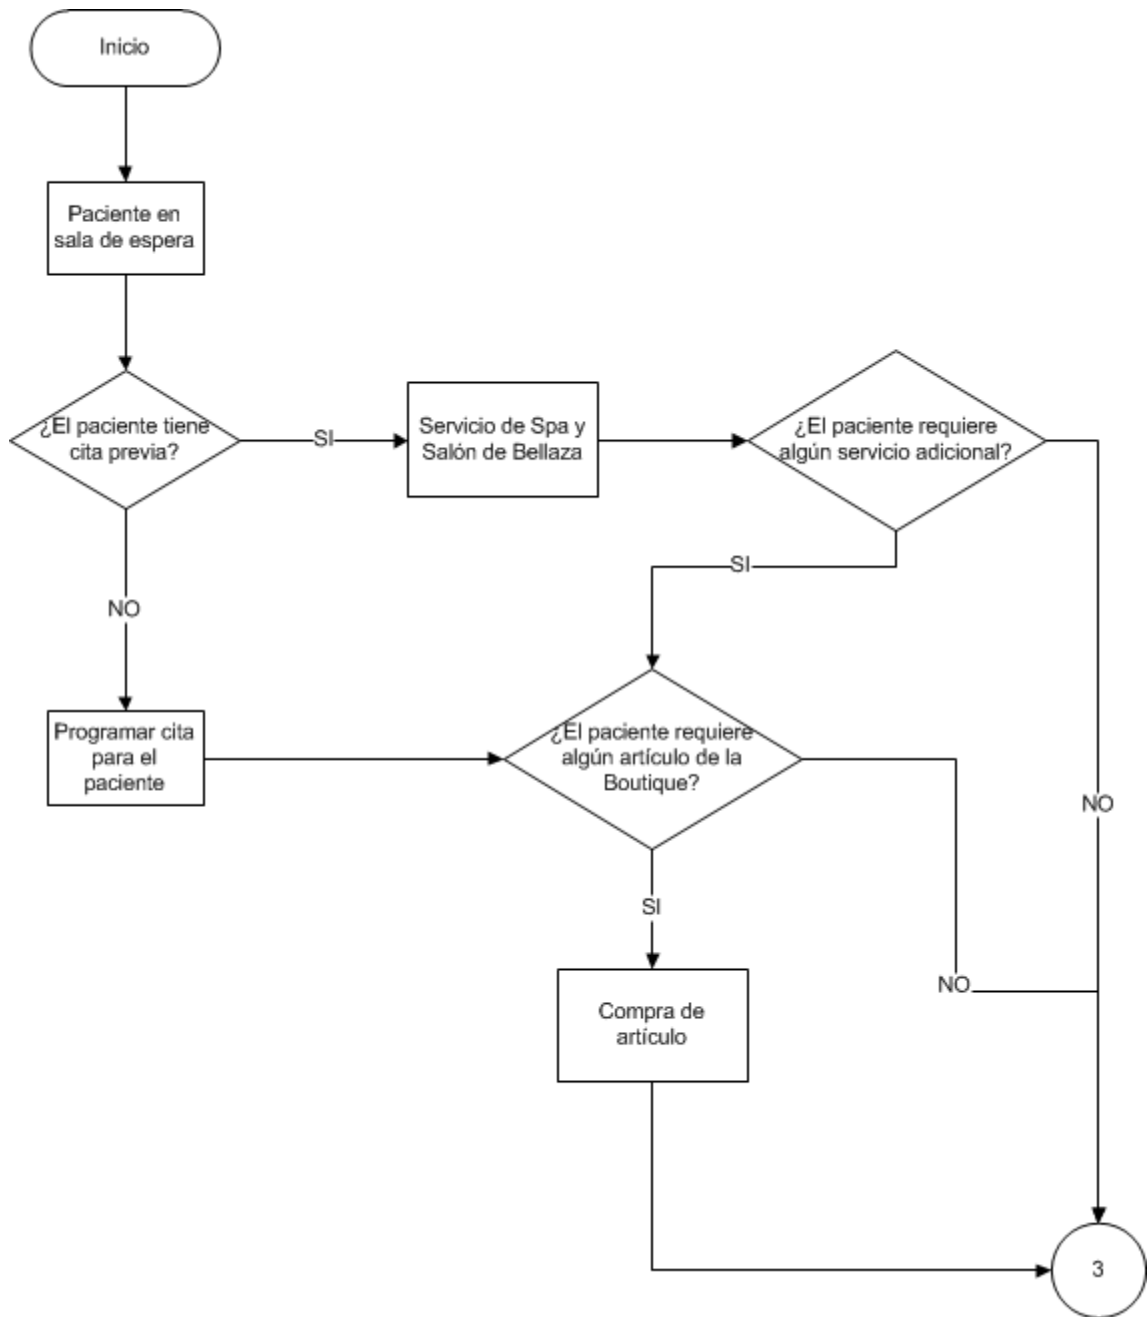 Inicio
Paciente en
sala de espera
¿El paciente tiene
cita previa?
SI
Servicio de Spa y
Salón de Bellaza
¿El paciente requiere
algún servicio adicional?
SI
NO
NO
Programar cita
para el
paciente
¿El paciente requiere
algún artículo de la
Boutique?
SI
NO
Compra de
artículo
3